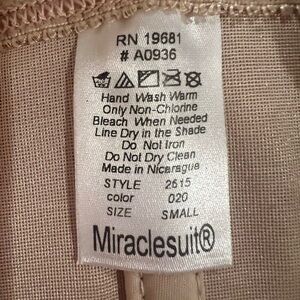 RN 19681
# A0936
Hand Wash Warm
Only Non-Chlorine
Bleach When Needed
Line Dry in the Shade
Do Not Iron
Do Not Dry Clean
Made in Nicaragua
STYLE 2615
color 020
SIZE SMALL
Miraclesuit®